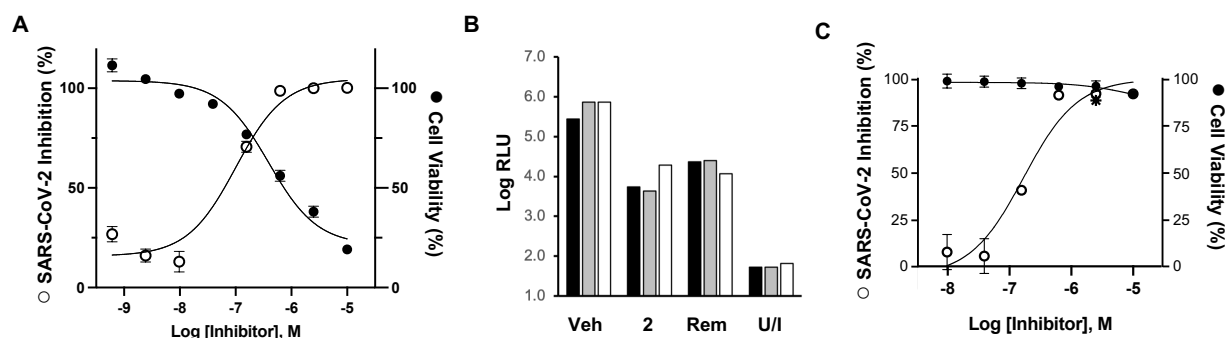 A
○ SARS-CoV-2 Inhibition (%)
100
50
0
-9
-8
-7
-6
-5
Log [Inhibitor], M
100
50
0
● Cell Viability (%)
B
Log RLU
7.0
6.0
5.0
4.0
3.0
2.0
1.0
Veh
2
Rem
U/I
C
○ SARS-CoV-2 Inhibition (%)
100
75
50
25
0
-8
-7
-6
-5
Log [Inhibitor], M
*
100
75
50
25
0
● Cell Viability (%)